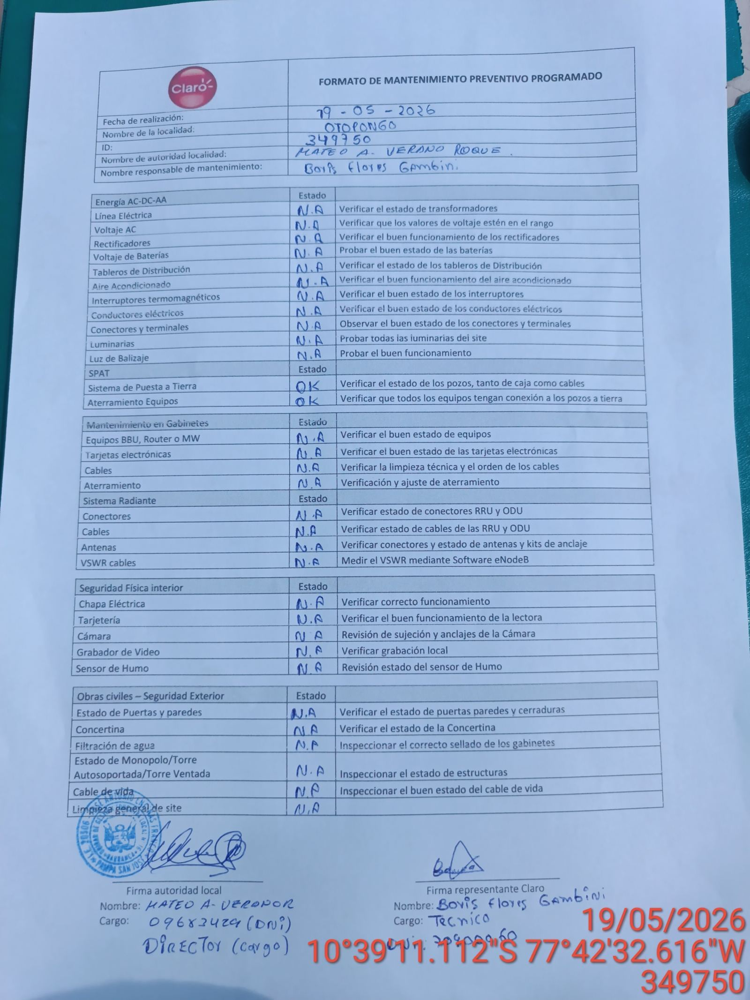 Claro
FORMATO DE MANTENIMIENTO PREVENTIVO PROGRAMADO
Fecha de realización: 19 - 05 - 2026
Nombre de la localidad: OTOPONGO
ID: 349750
Nombre de autoridad localidad: MATEO A. VERANO ROQUE.
Nombre responsable de mantenimiento: Boris Flores Gambini
Energía AC-DC-AA Estado
Línea Eléctrica N.A Verificar el estado de transformadores
Voltaje AC N.A Verificar que los valores de voltaje estén en el rango
Rectificadores N.A Verificar el buen funcionamiento de los rectificadores
Voltaje de Baterías N.A Probar el buen estado de las baterías
Tableros de Distribución N.A Verificar el estado de los tableros de Distribución
Aire Acondicionado N.A Verificar el buen funcionamiento del aire acondicionado
Interruptores termomagnéticos N.A Verificar el buen estado de los interruptores
Conductores eléctricos N.A Verificar el buen estado de los conductores eléctricos
Conectores y terminales N.A Observar el buen estado de los conectores y terminales
Luminarias N.A Probar todas las luminarias del site
Luz de Balizaje N.A Probar el buen funcionamiento
SPAT Estado
Sistema de Puesta a Tierra OK Verificar el estado de los pozos, tanto de caja como cables
Aterramiento Equipos OK Verificar que todos los equipos tengan conexión a los pozos a tierra
Mantenimiento en Gabinetes Estado
Equipos BBU, Router o MW N.A Verificar el buen estado de equipos
Tarjetas electrónicas N.A Verificar el buen estado de las tarjetas electrónicas
Cables N.A Verificar la limpieza técnica y el orden de los cables
Aterramiento N.A Verificación y ajuste de aterramiento
Sistema Radiante Estado
Conectores N.A Verificar estado de conectores RRU y ODU
Cables N.A Verificar estado de cables de las RRU y ODU
Antenas N.A Verificar conectores y estado de antenas y kits de anclaje
VSWR cables N.A Medir el VSWR mediante Software eNodeB
Seguridad Física interior Estado
Chapa Eléctrica N.A Verificar correcto funcionamiento
Tarjetería N.A Verificar el buen funcionamiento de la lectora
Cámara N A Revisión de sujeción y anclajes de la Cámara
Grabador de Video N.A Verificar grabación local
Sensor de Humo N.A Revisión estado del sensor de Humo
Obras civiles – Seguridad Exterior Estado
Estado de Puertas y paredes N.A Verificar el estado de puertas paredes y cerraduras
Concertina N A Verificar el estado de la Concertina
Filtración de agua N.A Inspeccionar el correcto sellado de los gabinetes
Estado de Monopolo/Torre
Autosoportada/Torre Ventada N.A Inspeccionar el estado de estructuras
Cable de vida N.A Inspeccionar el buen estado del cable de vida
Limpieza general de site N.A
I.E. 20306 JOSÉ ANTONIO
BARRANCA
PAMPA SAN JOSÉ
Firma autoridad local Firma representante Claro
Nombre: MATEO A. VERANO R Nombre: Boris Flores Gambini
Cargo: 09683429 (DNi) Cargo: Tecnico
DIRECTOR (cargo)
19/05/2026
10°39'11.112"S 77°42'32.616"W
349750